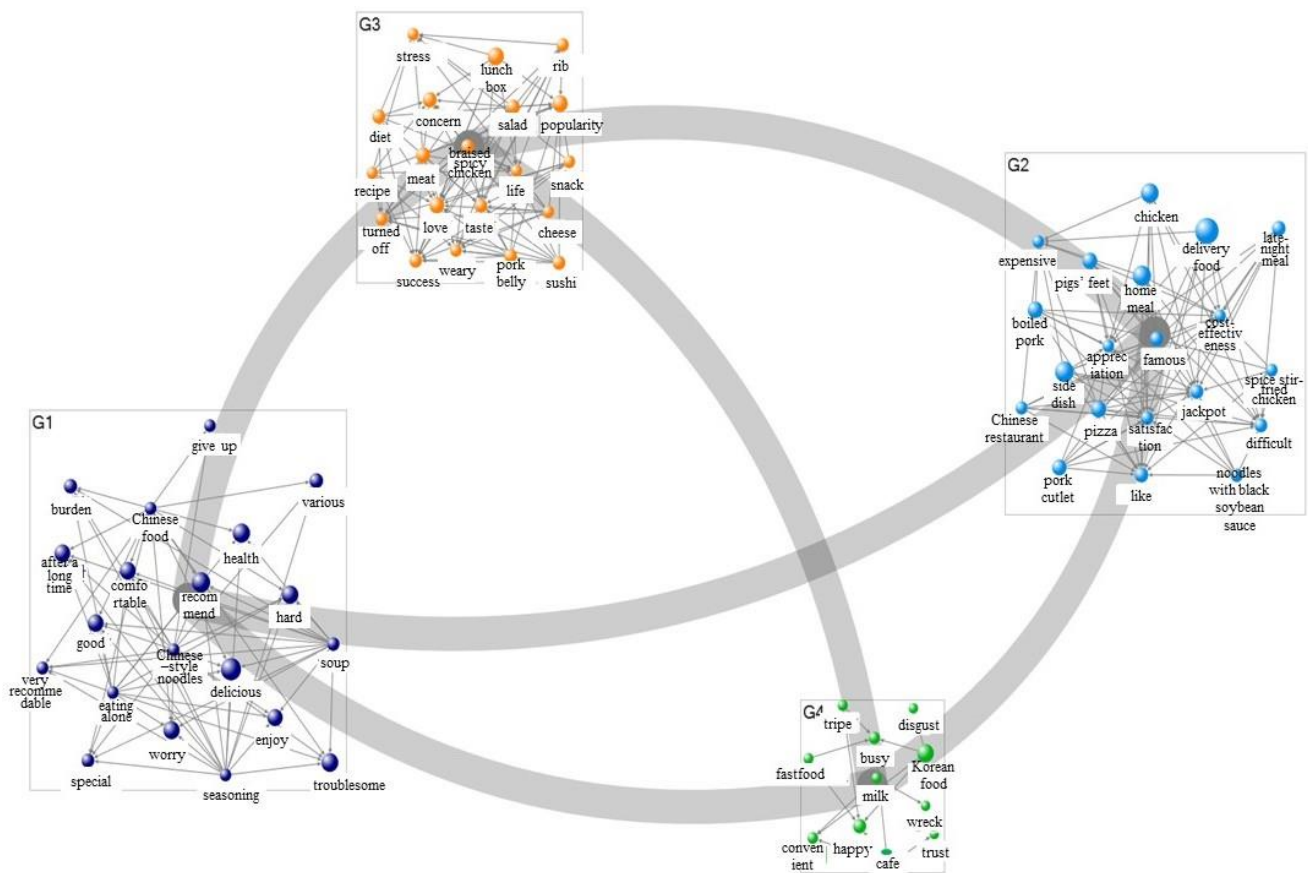 G3
stress
lunch
box
rib
diet
concern
salad
popularity
braised
spicy
chicken
recipe
meat
life
snack
turned
off
love
taste
cheese
success
weary
pork
belly
sushi
G2
chicken
delivery
food
late-
night
meal
expensive
pigs' feet
home
meal
boiled
pork
apprec
iation
famous
cost-
effectiv
eness
side
dish
spice stir-
fried
chicken
Chinese
restaurant
pizza
satisfac
tion
jackpot
difficult
pork
cutlet
like
noodles
with black
soybean
sauce
G1
give up
burden
Chinese
food
various
after a
long
time
comfo
rtable
health
recom
mend
hard
good
Chinese
-style
noodles
soup
very
recomme
dable
eating
alone
delicious
special
worry
enjoy
seasoning
troublesome
G4
tripe
disgust
busy
fastfood
Korean
food
milk
wreck
conven
ient
happy
cafe
trust